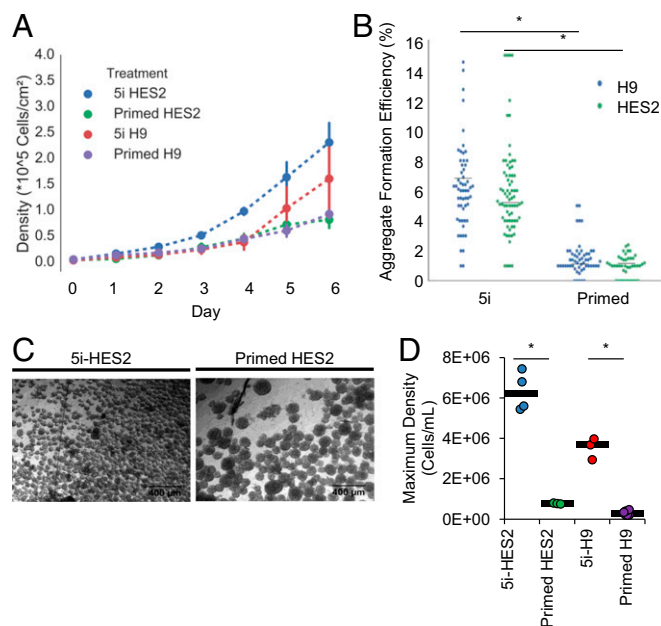 A
4.0
3.5
3.0
2.5
2.0
1.5
1.0
0.5
0.0
Density (*10^5 Cells/cm²)
Treatment
5i HES2
Primed HES2
5i H9
Primed H9
0 1 2 3 4 5 6
Day
B
16
14
12
10
8
6
4
2
0
Aggregate Formation Efficiency (%)
*
*
H9
HES2
5i Primed
C
5i-HES2 Primed HES2
400 µm 400 µm
D
8E+06
6E+06
4E+06
2E+06
0E+00
Maximum Density
(Cells/mL)
* *
5i-HES2
Primed HES2
5i-H9
Primed H9